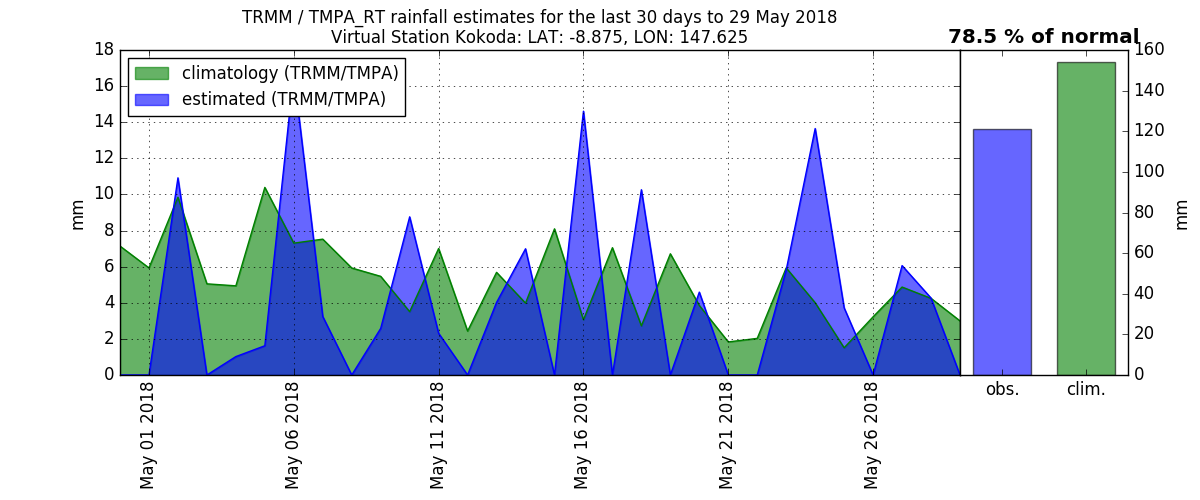 TRMM / TMPA_RT rainfall estimates for the last 30 days to 29 May 2018
Virtual Station Kokoda: LAT: -8.875, LON: 147.625
78.5 % of normal
climatology (TRMM/TMPA)
estimated (TRMM/TMPA)
18
16
14
12
10
8
6
4
2
0
mm
May 01 2018
May 06 2018
May 11 2018
May 16 2018
May 21 2018
May 26 2018
obs.
clim.
160
140
120
100
80
60
40
20
0
mm